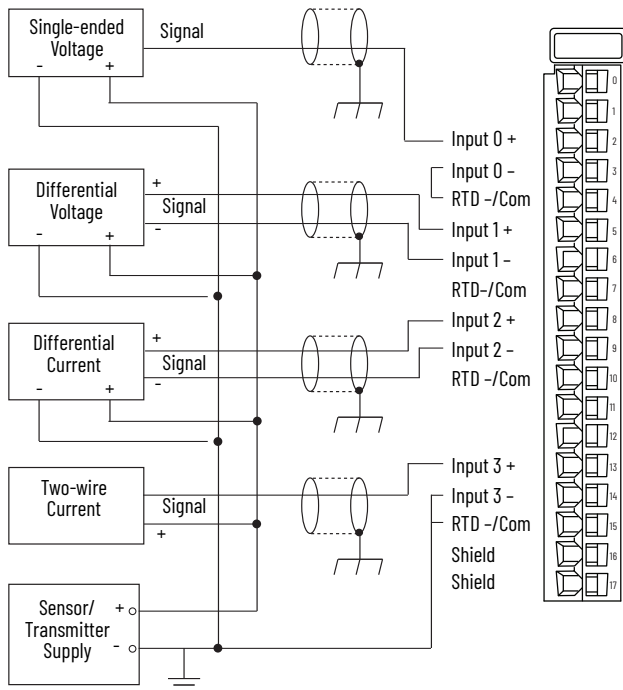 Single-ended
Voltage
-
+
Signal
Input 0 +
Input 0 –
RTD –/Com
Differential
Voltage
-
+
+
Signal
-
Input 1 +
Input 1 –
RTD–/Com
Differential
Current
-
+
+
Signal
-
Input 2 +
Input 2 –
RTD –/Com
Two-wire
Current
Signal
+
Input 3 +
Input 3 –
RTD –/Com
Shield
Shield
Sensor/
Transmitter
Supply
+
-
0
1
2
3
4
5
6
7
8
9
10
11
12
13
14
15
16
17